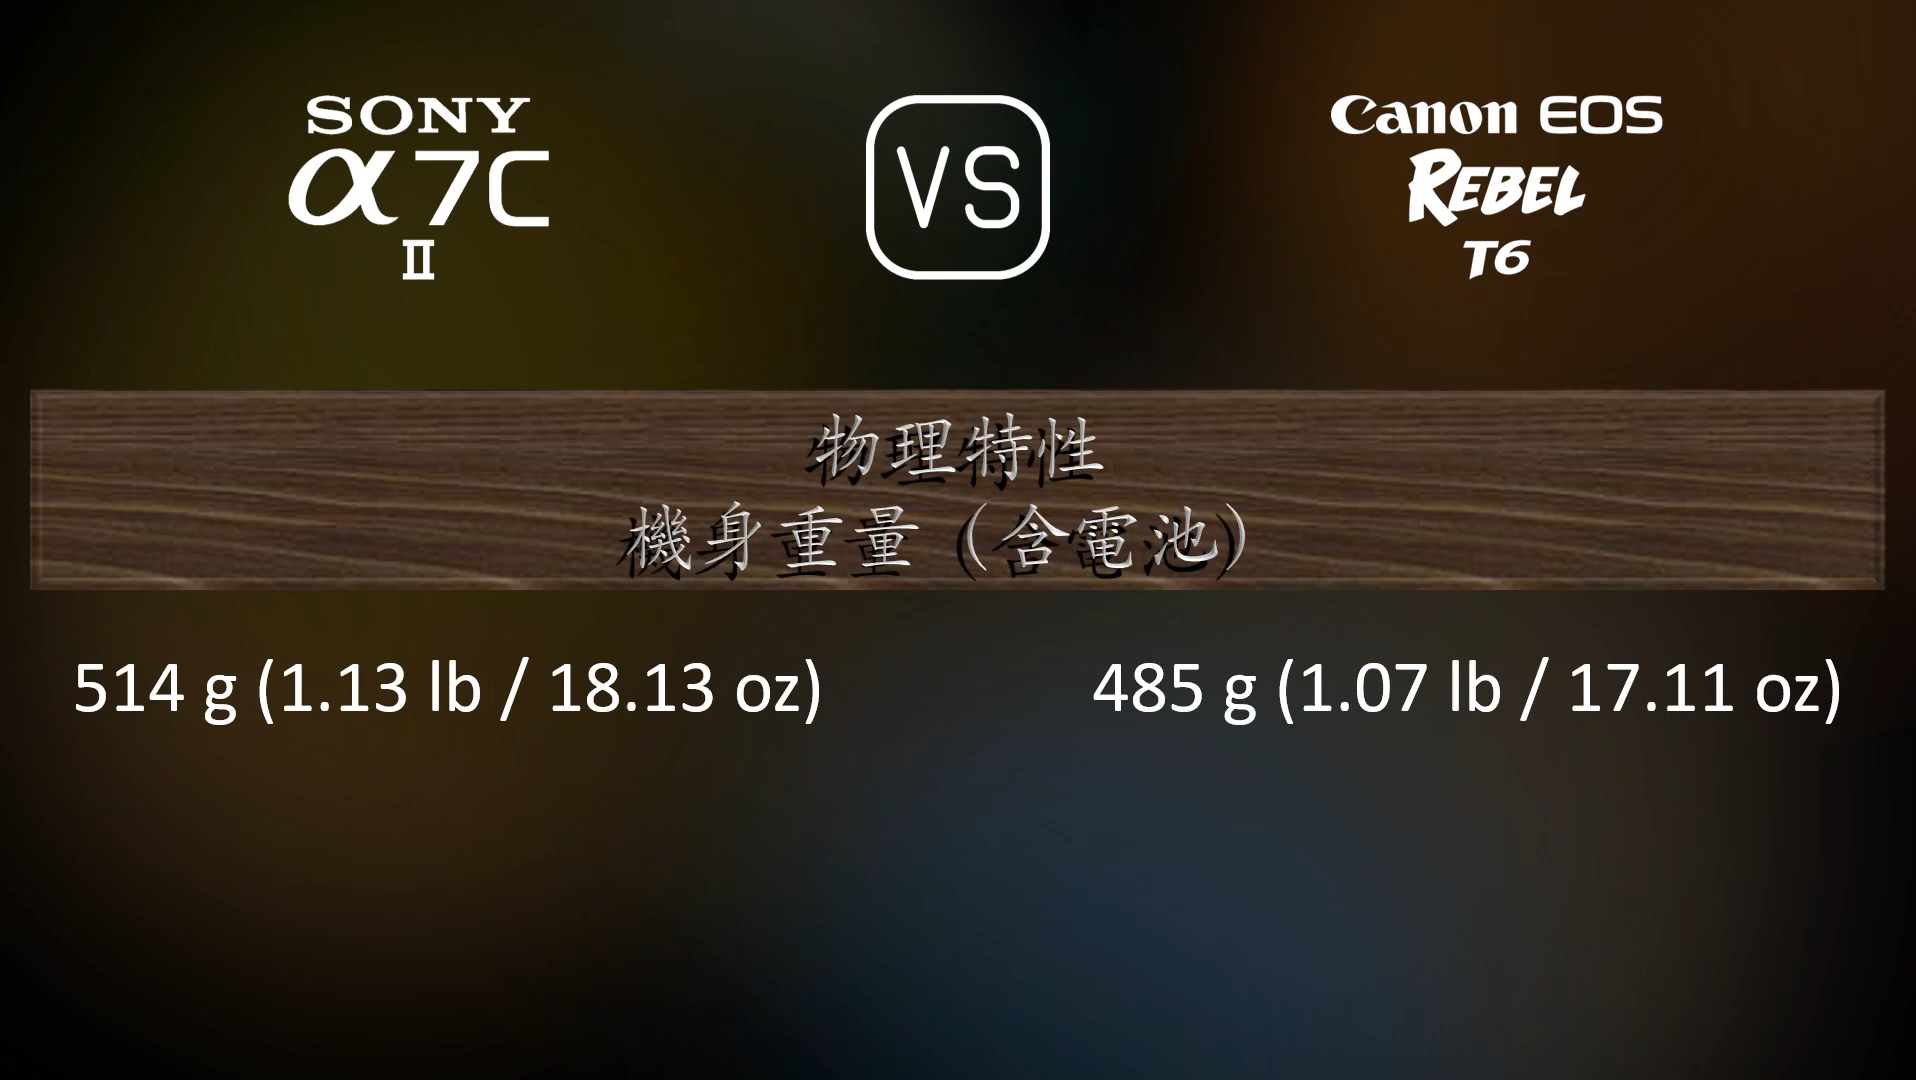 SONY
α7C
II
VS
Canon EOS
REBEL
T6
物理特性
機身重量（含電池）
514 g (1.13 lb / 18.13 oz)
485 g (1.07 lb / 17.11 oz)